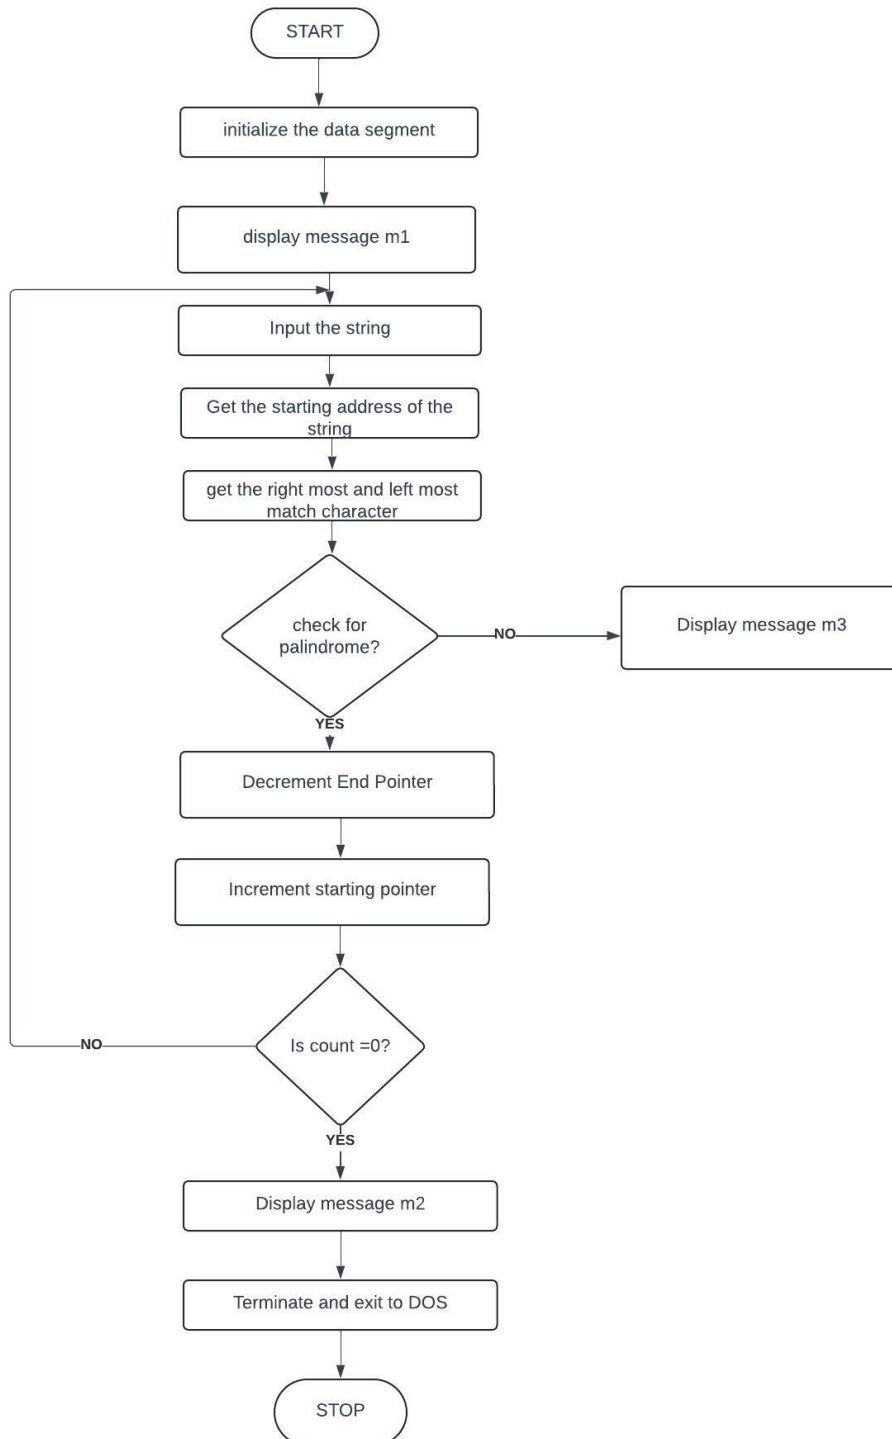 START
initialize the data segment
display message m1
Input the string
Get the starting address of the
string
get the right most and left most
match character
check for
palindrome?
NO
Display message m3
YES
Decrement End Pointer
Increment starting pointer
Is count =0?
NO
YES
Display message m2
Terminate and exit to DOS
STOP